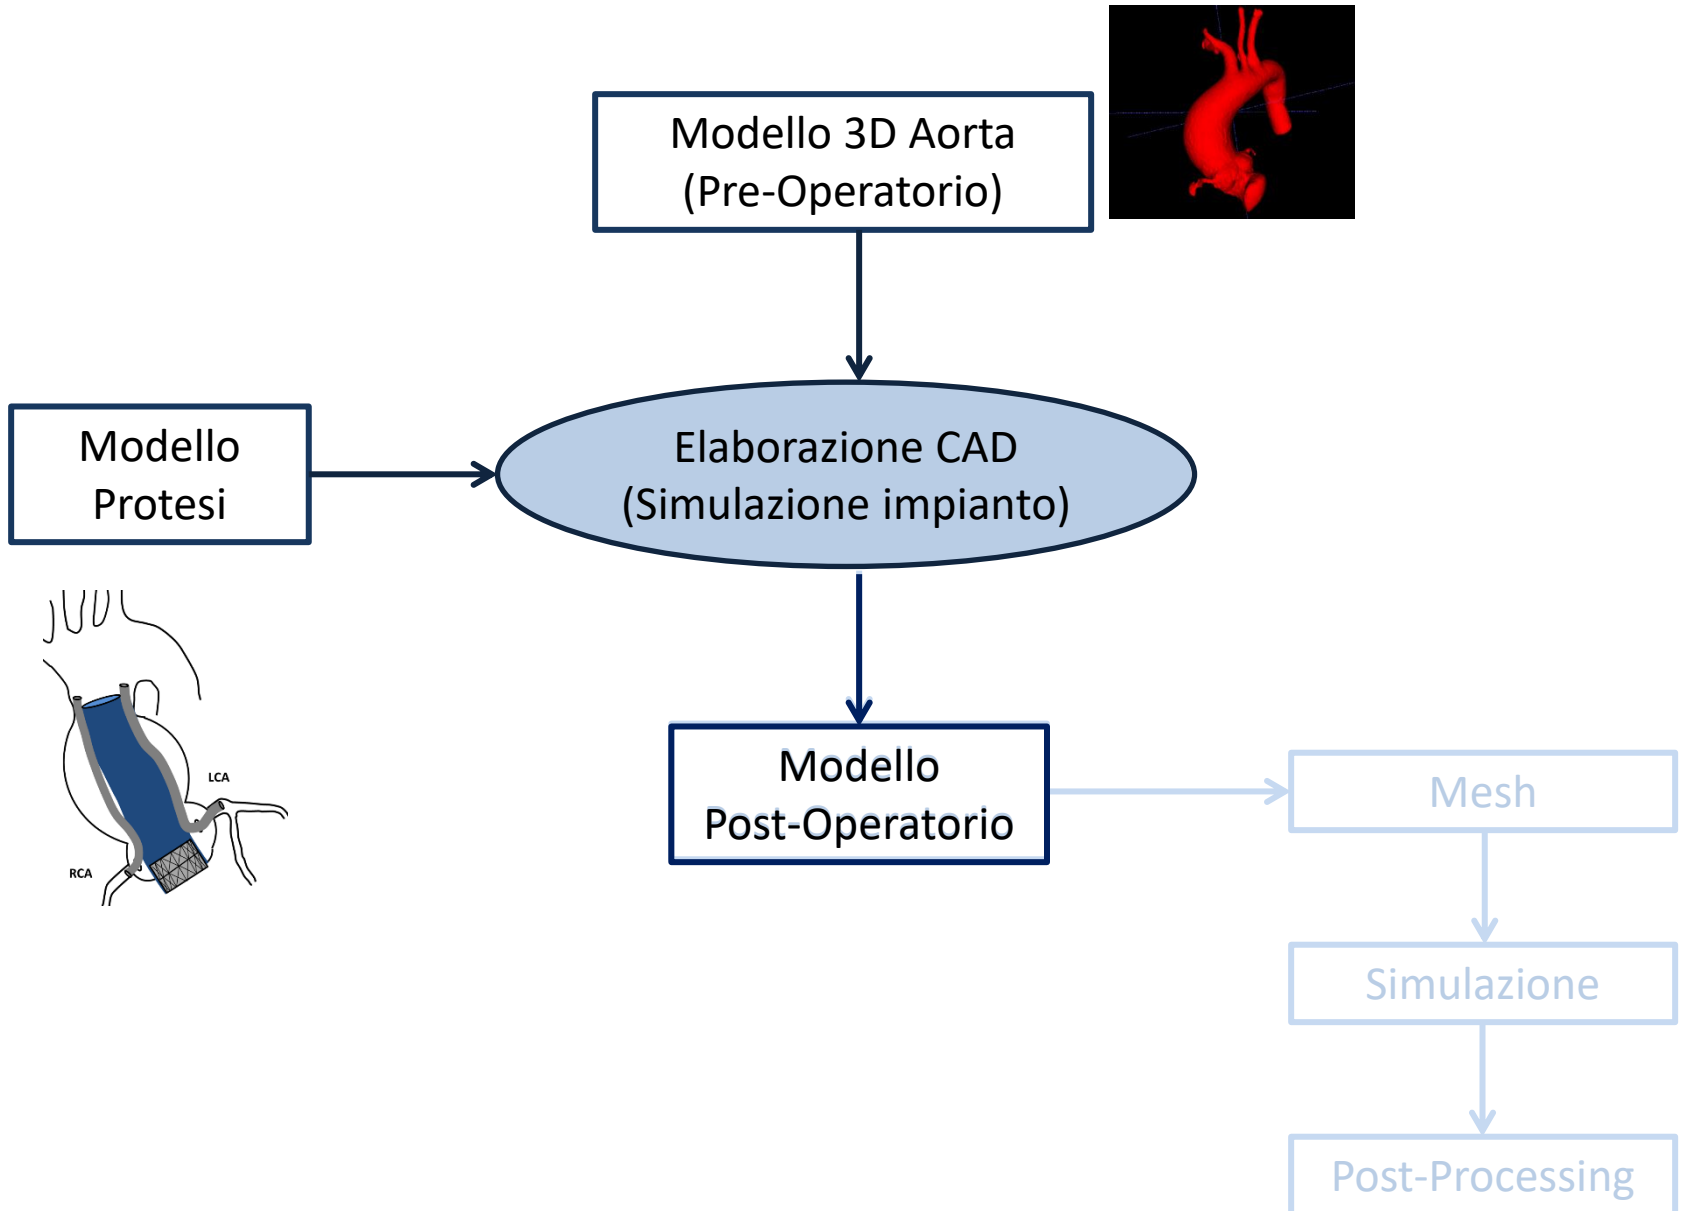 Modello 3D Aorta
(Pre-Operatorio)
Elaborazione CAD
(Simulazione impianto)
Modello
Protesi
LCA
RCA
Modello
Post-Operatorio
Mesh
Simulazione
Post-Processing